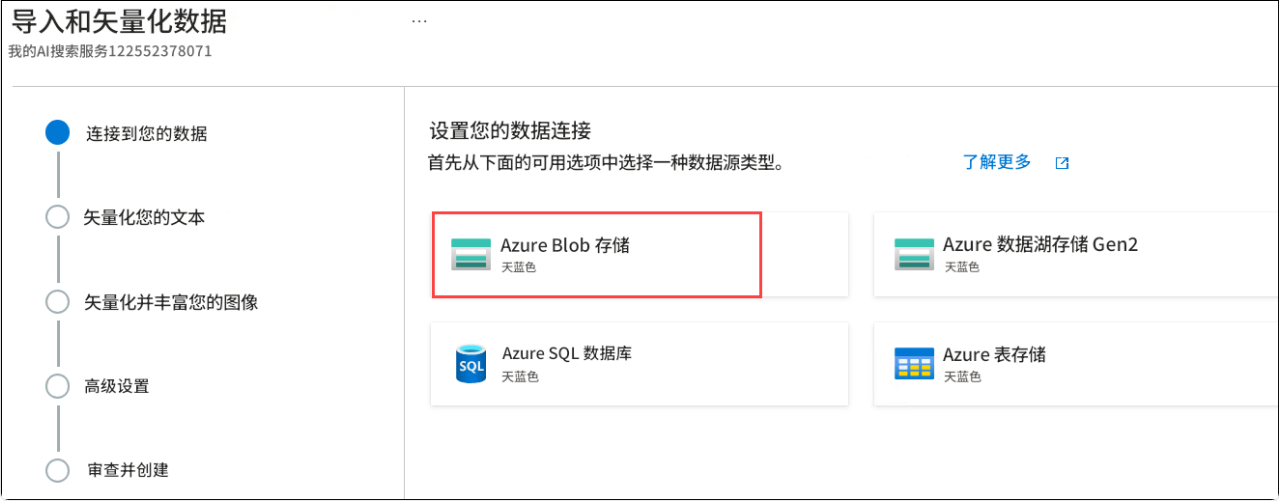 导入和矢量化数据
...
我的AI搜索服务122552378071
连接到您的数据
矢量化您的文本
矢量化并丰富您的图像
高级设置
审查并创建
设置您的数据连接
首先从下面的可用选项中选择一种数据源类型。
了解更多
Azure Blob 存储
天蓝色
Azure 数据湖存储 Gen2
天蓝色
SQL
Azure SQL 数据库
天蓝色
Azure 表存储
天蓝色